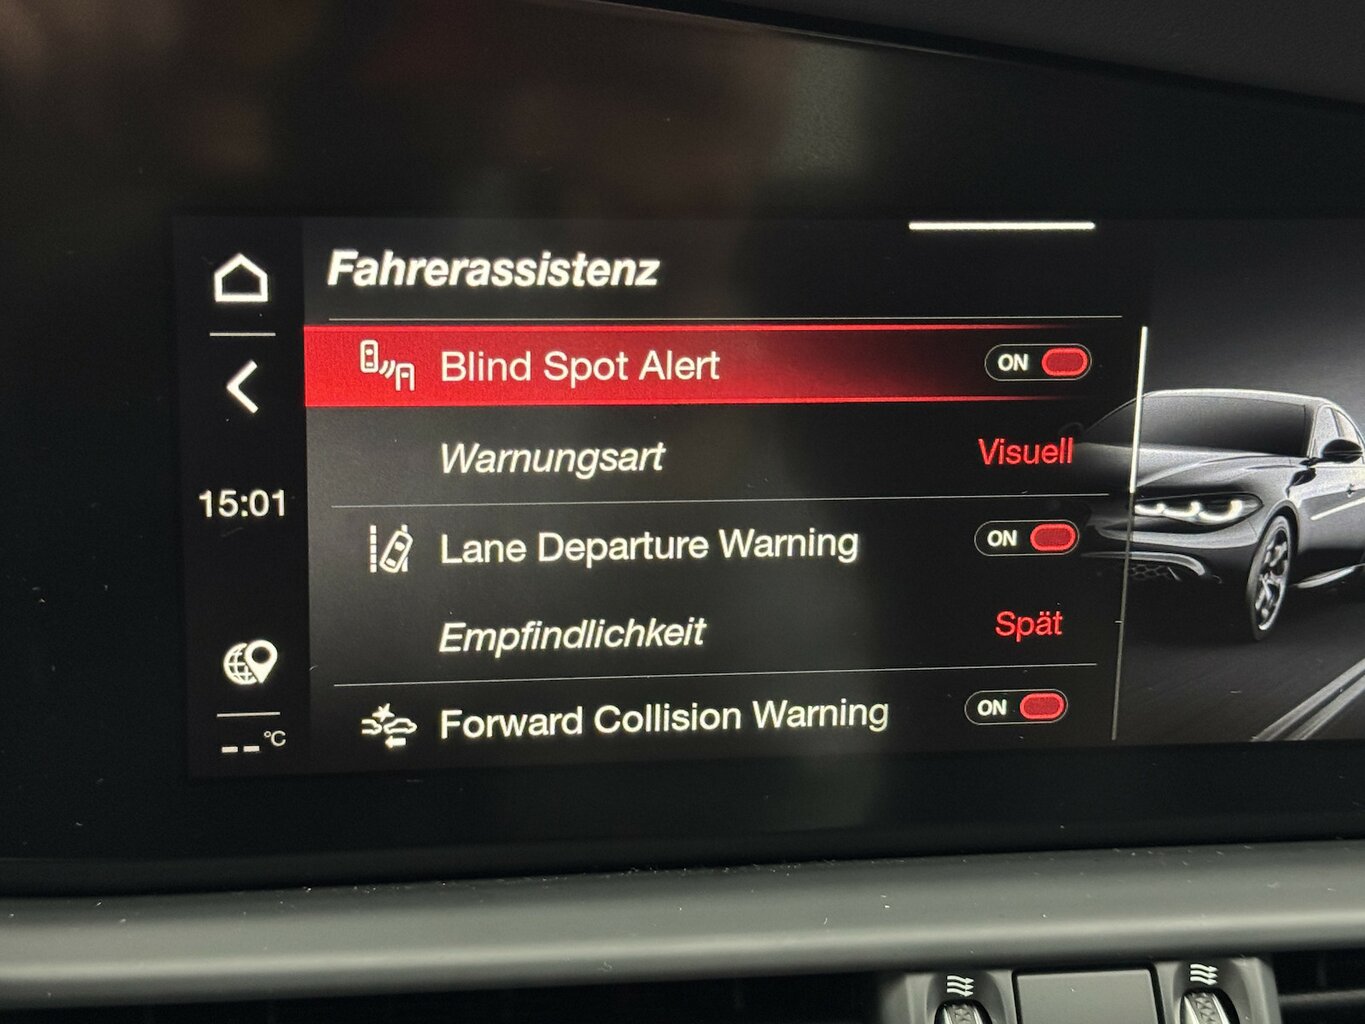 Fahrerassistenz
Blind Spot Alert ON
Warnungsart Visuell
15:01
Lane Departure Warning ON
Empfindlichkeit Spät
Forward Collision Warning ON
--°C